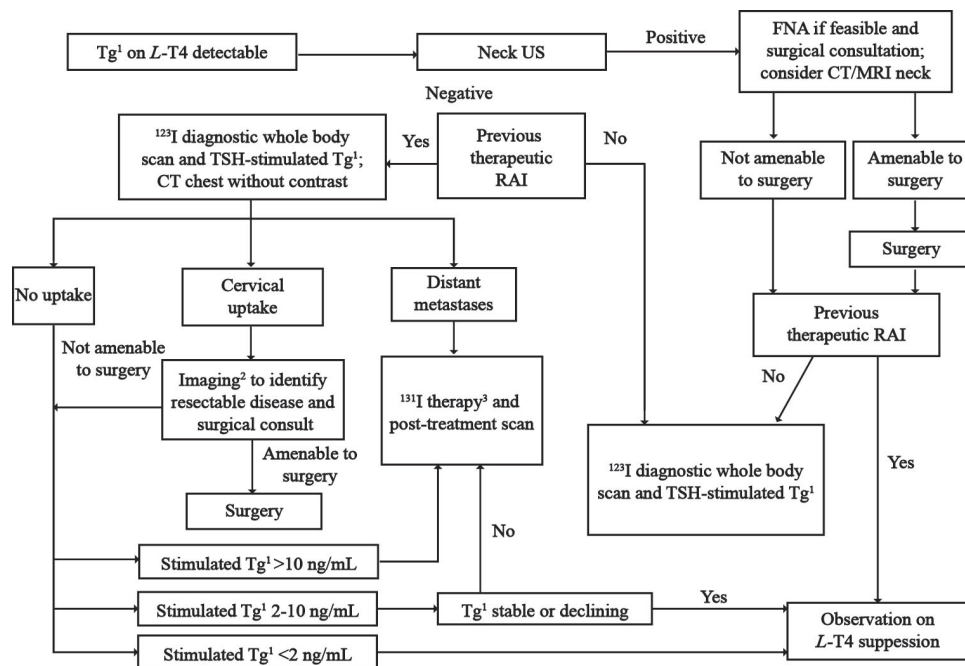 Tg¹ on L-T4 detectable
Neck US
Positive
FNA if feasible and
surgical consultation;
consider CT/MRI neck
Negative
¹²³I diagnostic whole body
scan and TSH-stimulated Tg¹;
CT chest without contrast
Yes
Previous
therapeutic
RAI
No
Not amenable
to surgery
Amenable to
surgery
Surgery
No uptake
Cervical
uptake
Distant
metastases
Previous
therapeutic RAI
Not amenable
to surgery
Imaging² to identify
resectable disease and
surgical consult
¹³¹I therapy³ and
post-treatment scan
No
Yes
¹²³I diagnostic whole body
scan and TSH-stimulated Tg¹
Amenable to
surgery
Surgery
No
Stimulated Tg¹ >10 ng/mL
Stimulated Tg¹ 2-10 ng/mL
Tg¹ stable or declining
Yes
Observation on
L-T4 suppession
Stimulated Tg¹ <2 ng/mL